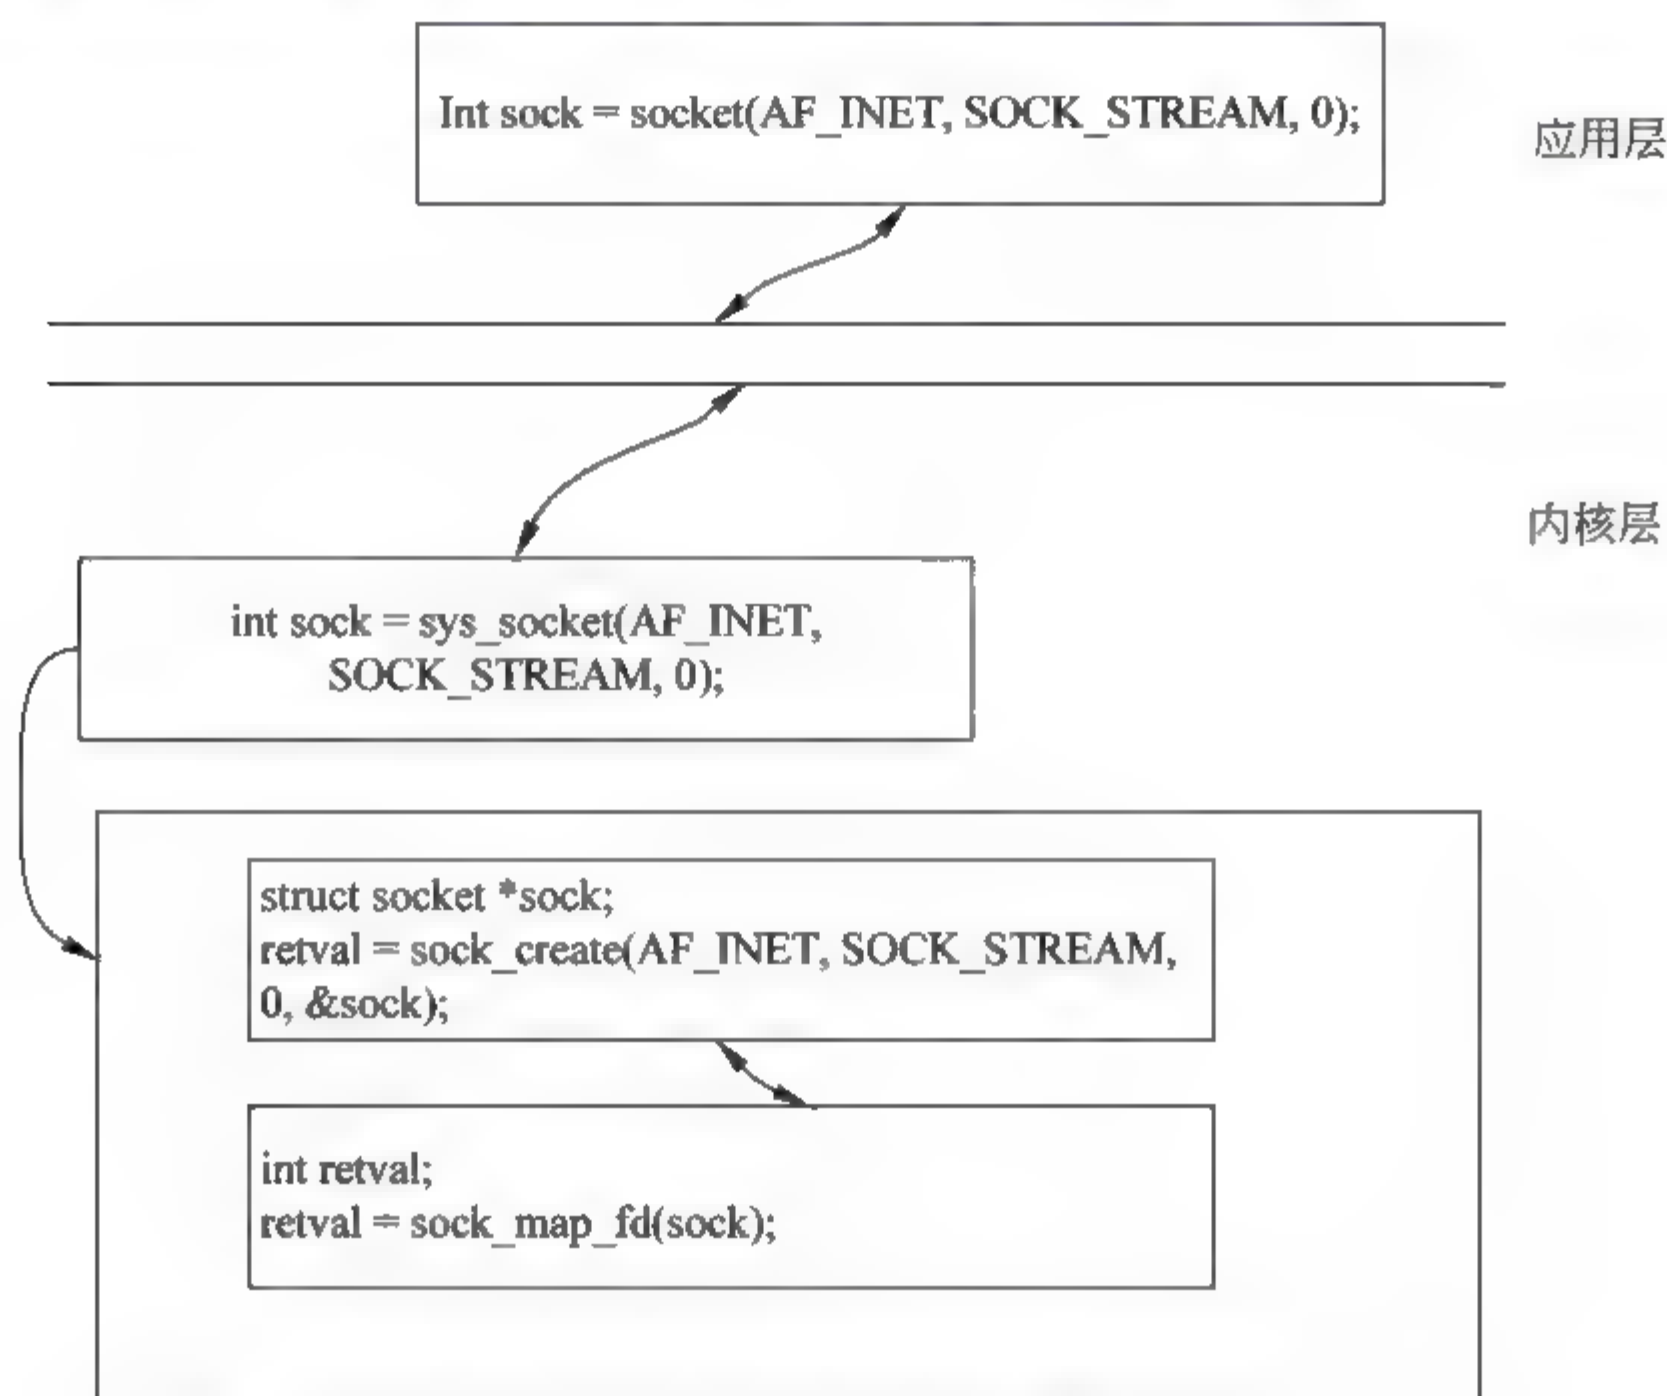 Int sock = socket(AF_INET, SOCK_STREAM, 0);
应用层
内核层
int sock = sys_socket(AF_INET,
SOCK_STREAM, 0);
struct socket *sock;
retval = sock_create(AF_INET, SOCK_STREAM,
0, &sock);
int retval;
retval = sock_map_fd(sock);